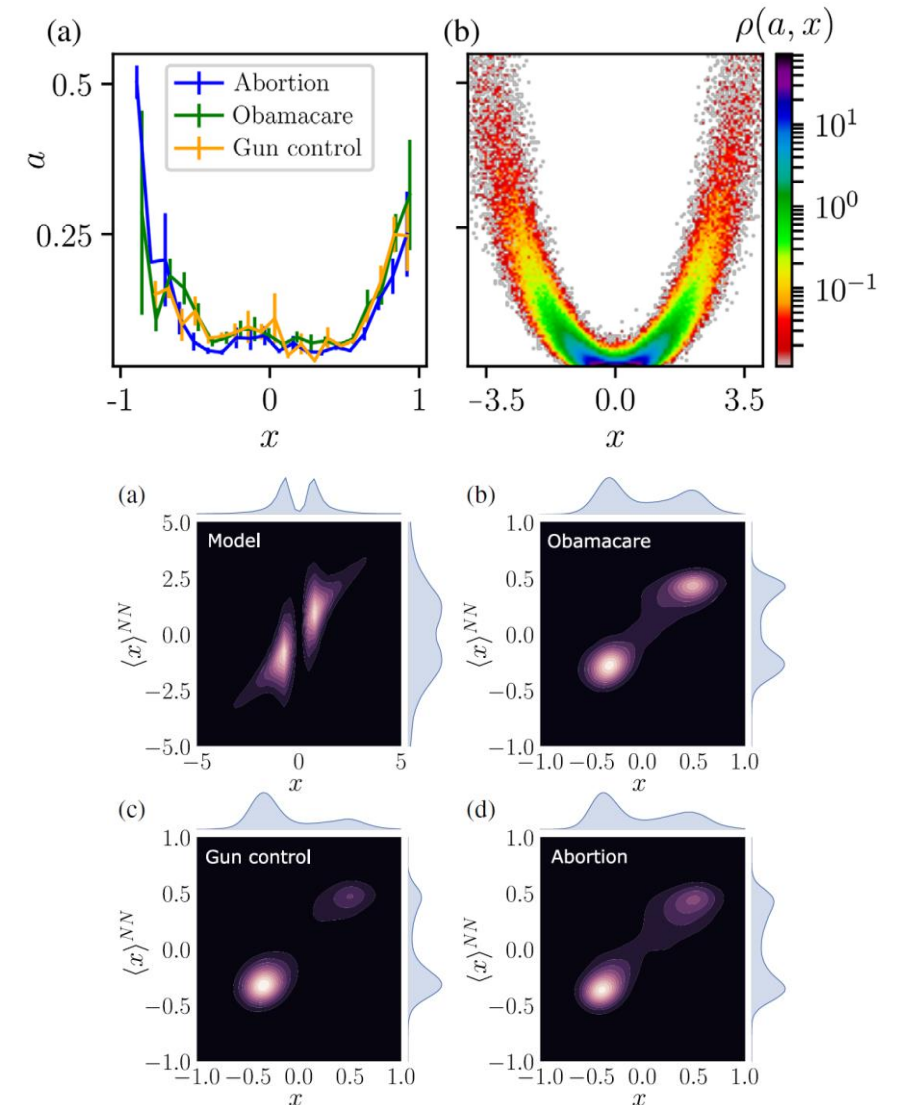 (a)
(b)
ρ(a, x)
a
0.5
0.25
Abortion
Obamacare
Gun control
-1
0
1
x
-3.5
0.0
3.5
x
10¹
10⁰
10⁻¹
(a)
Model
⟨x⟩ᴺᴺ
5.0
2.5
0.0
−2.5
−5.0
−5
0
5
x
(b)
Obamacare
⟨x⟩ᴺᴺ
1.0
0.5
0.0
−0.5
−1.0
−1.0 −0.5 0.0 0.5 1.0
x
(c)
Gun control
⟨x⟩ᴺᴺ
1.0
0.5
0.0
−0.5
−1.0
−1.0 −0.5 0.0 0.5 1.0
x
(d)
Abortion
⟨x⟩ᴺᴺ
1.0
0.5
0.0
−0.5
−1.0
−1.0 −0.5 0.0 0.5 1.0
x